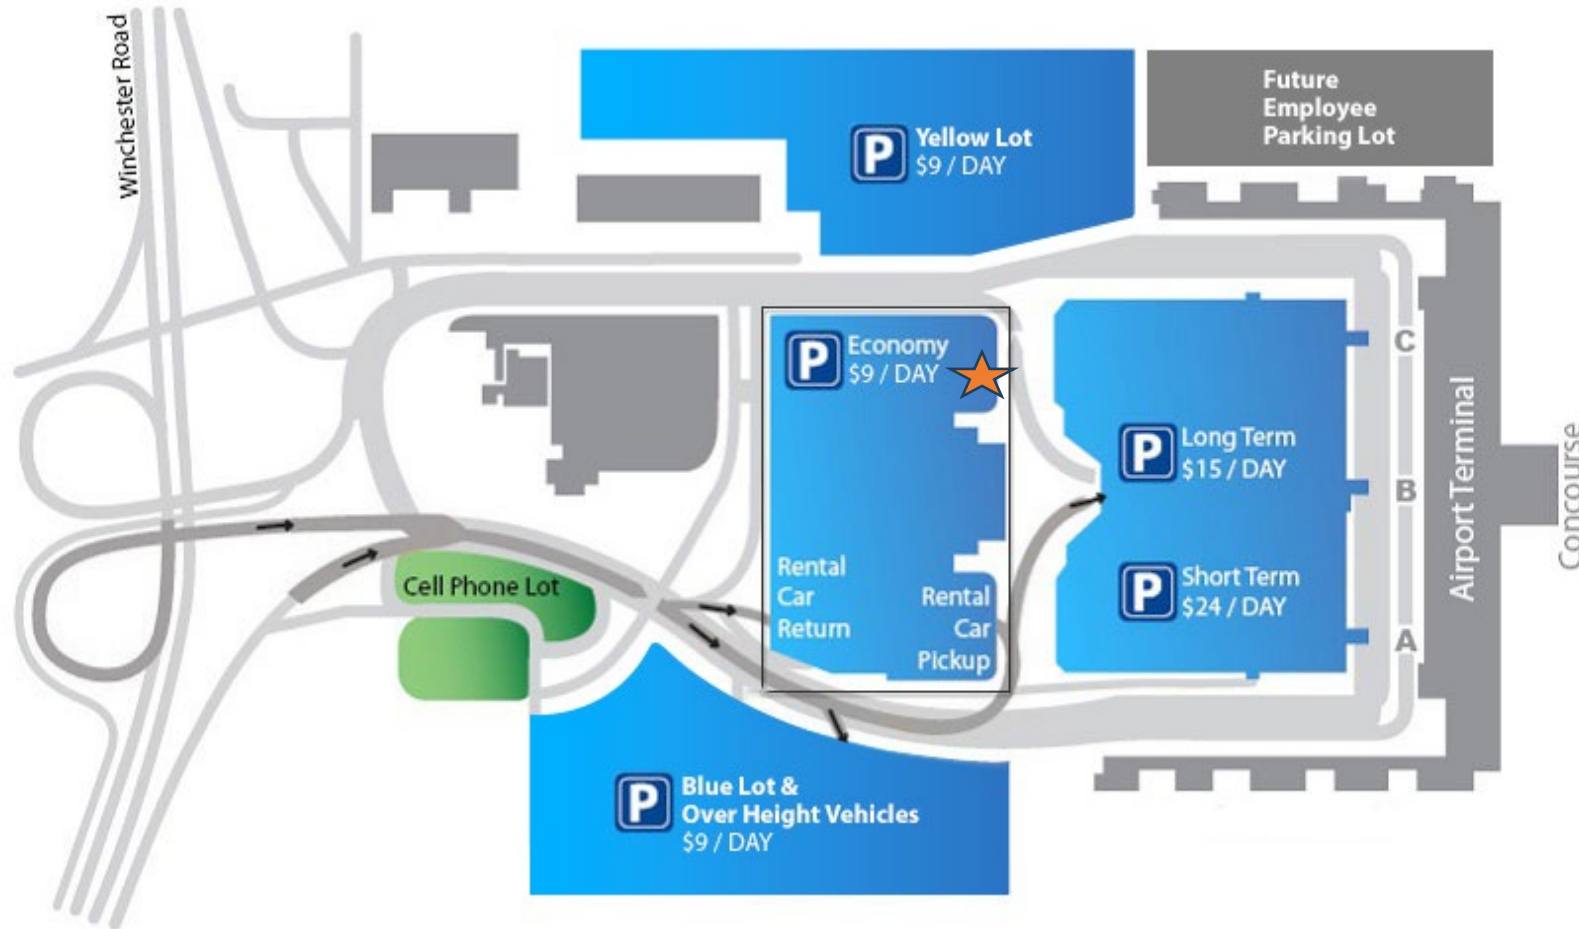 Winchester Road
Future
Employee
Parking Lot
P
Yellow Lot
$9 / DAY
P
Economy
$9 / DAY
C
P
Long Term
$15 / DAY
B
Airport Terminal
Concourse
P
Short Term
$24 / DAY
A
Rental
Car
Return
Rental
Car
Pickup
Cell Phone Lot
P
Blue Lot &
Over Height Vehicles
$9 / DAY